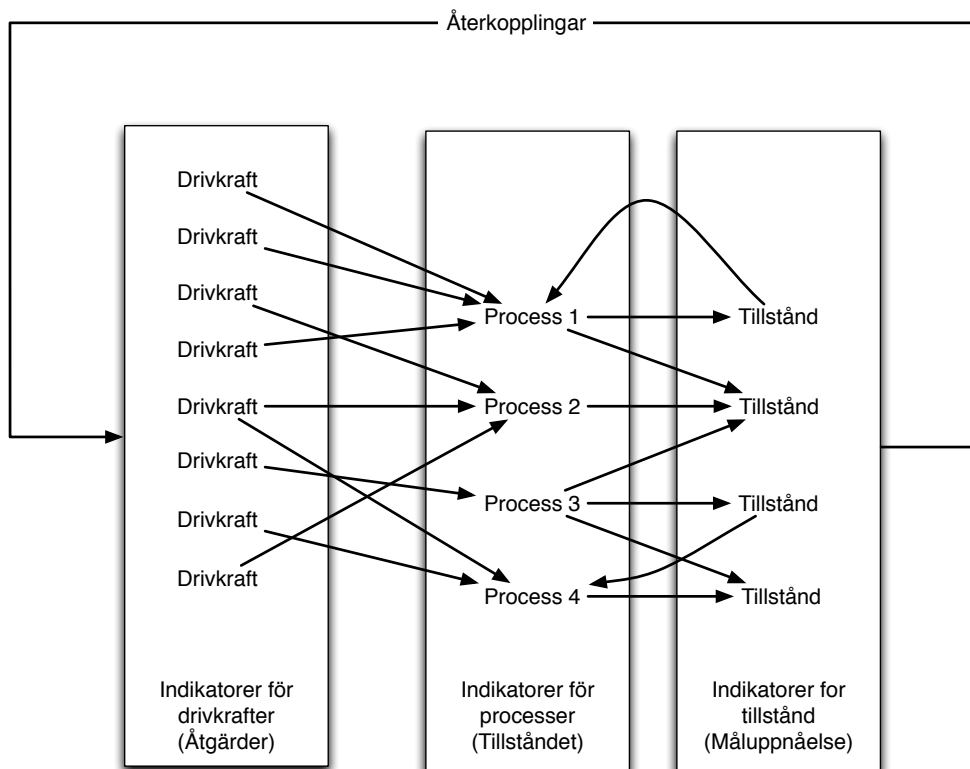 Återkopplingar
Drivkraft
Drivkraft
Drivkraft
Drivkraft
Drivkraft
Drivkraft
Drivkraft
Drivkraft
Indikatorer för
drivkrafter
(Åtgärder)
Process 1
Process 2
Process 3
Process 4
Indikatorer för
processer
(Tillståndet)
Tillstånd
Tillstånd
Tillstånd
Tillstånd
Indikatorer for
tillstånd
(Måluppnåelse)